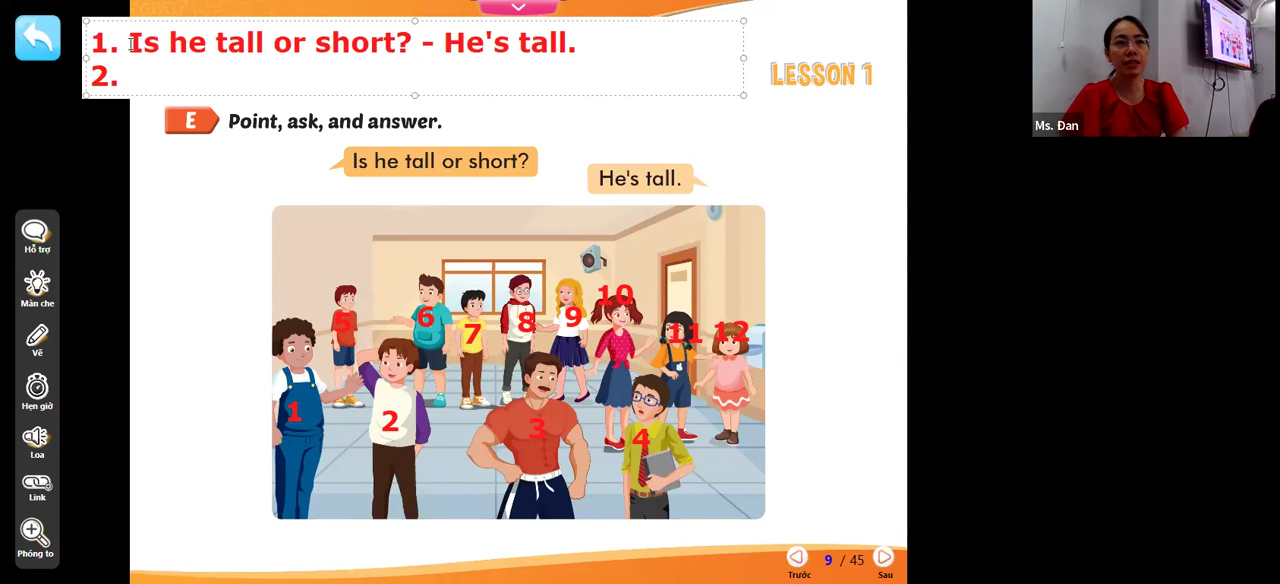 1. Is he tall or short? - He's tall.
2.
LESSON 1
E Point, ask, and answer.
Is he tall or short?
He's tall.
Ms. Đan
Hỗ trợ
Màn che
Vẽ
Hẹn giờ
Loa
Link
Phóng to
1
2
3
4
5
6
7
8
9
10
11
12
Trước
9 / 45
Sau